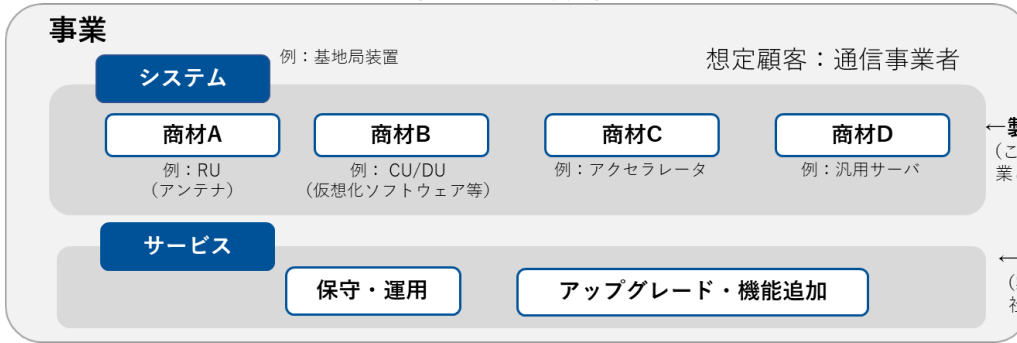 事業
システム
例：基地局装置
想定顧客：通信事業者
商材A
商材B
商材C
商材D
例：RU
（アンテナ）
例： CU/DU
（仮想化ソフトウェア等）
例：アクセラレータ
例：汎用サーバ
←製
（こ
業
サービス
←
保守・運用
アップグレード・機能追加
社